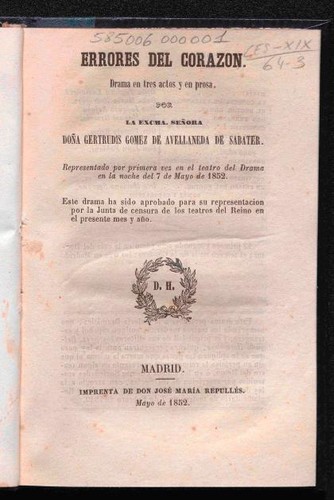 585006 000001
CES-XIX
64-3
ERRORES DEL CORAZON.
Drama en tres actos y en prosa,
POR
LA EXCMA. SEÑORA
DOÑA GERTRUDIS GOMEZ DE AVELLANEDA DE SABATER.
Representado por primera vez en el teatro del Drama
en la noche del 7 de Mayo de 1852.
Este drama ha sido aprobado para su representacion
por la Junta de censura de los teatros del Reino en
el presente mes y año.
D. H.
MADRID.
IMPRENTA DE DON JOSÉ MARÍA REPULLÉS.
Mayo de 1852.